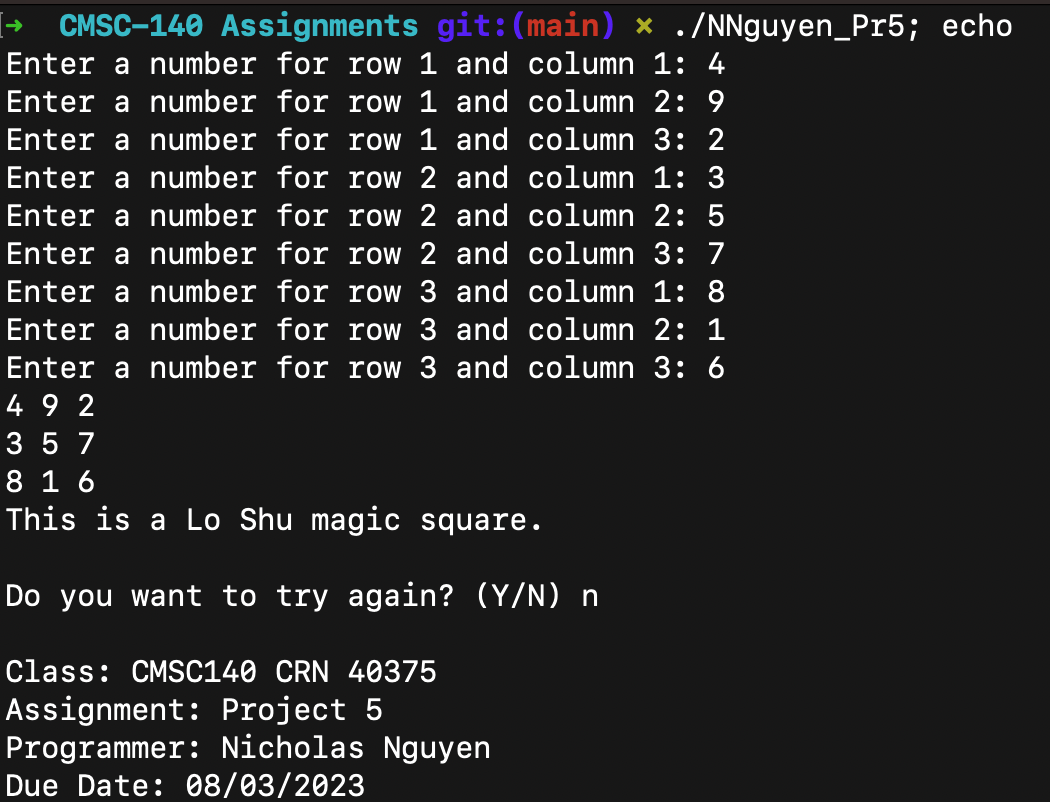 ➜ CMSC-140 Assignments git:(main) × ./NNguyen_Pr5; echo
Enter a number for row 1 and column 1: 4
Enter a number for row 1 and column 2: 9
Enter a number for row 1 and column 3: 2
Enter a number for row 2 and column 1: 3
Enter a number for row 2 and column 2: 5
Enter a number for row 2 and column 3: 7
Enter a number for row 3 and column 1: 8
Enter a number for row 3 and column 2: 1
Enter a number for row 3 and column 3: 6
4 9 2
3 5 7
8 1 6
This is a Lo Shu magic square.
Do you want to try again? (Y/N) n
Class: CMSC140 CRN 40375
Assignment: Project 5
Programmer: Nicholas Nguyen
Due Date: 08/03/2023